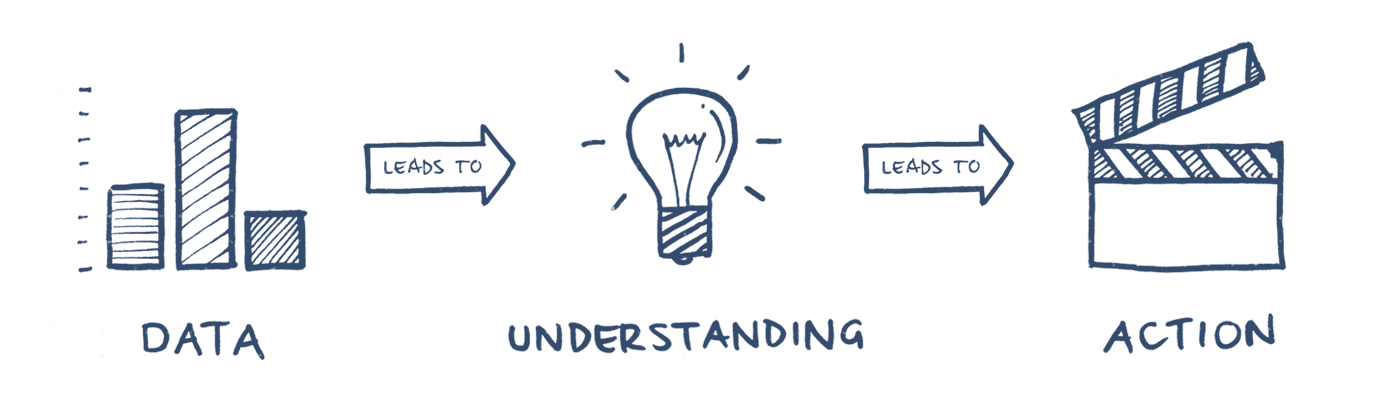 LEADS TO
LEADS TO
DATA
UNDERSTANDING
ACTION